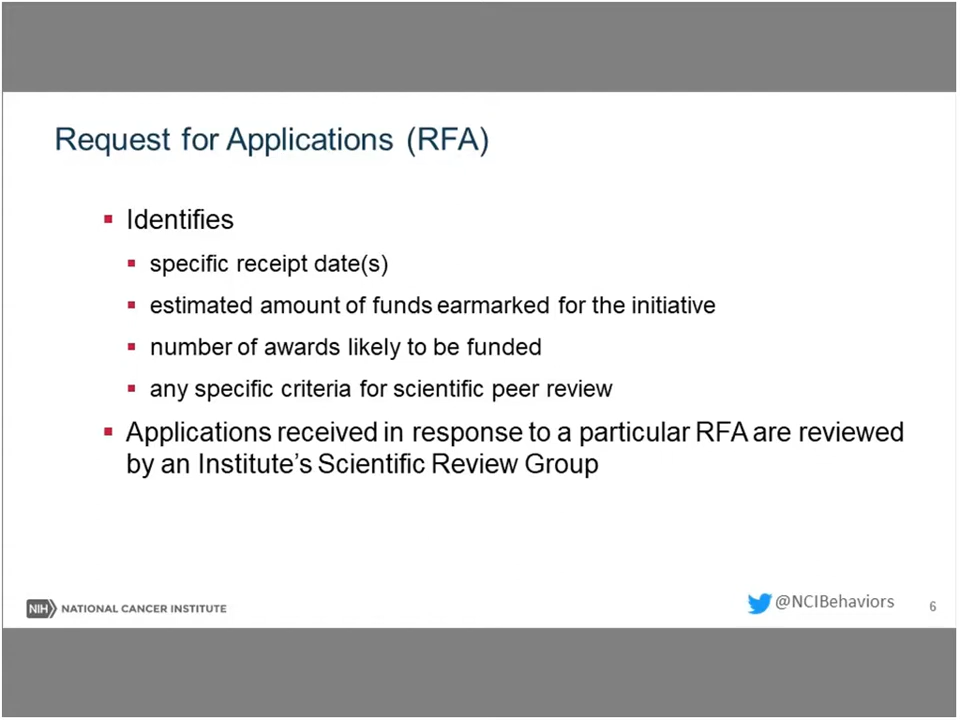 Request for Applications (RFA)
Identifies
specific receipt date(s)
estimated amount of funds earmarked for the initiative
number of awards likely to be funded
any specific criteria for scientific peer review
Applications received in response to a particular RFA are reviewed
by an Institute's Scientific Review Group
NIH NATIONAL CANCER INSTITUTE
@NCIBehaviors
6